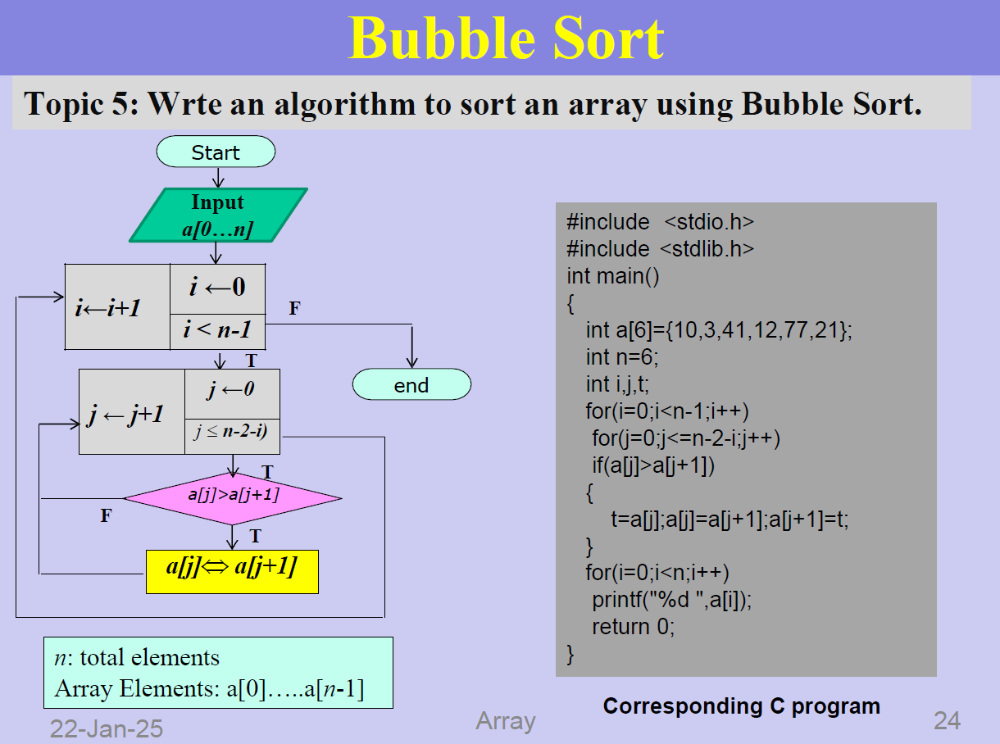 Bubble Sort
Topic 5: Wrte an algorithm to sort an array using Bubble Sort.
Start
Input
a[0…n]
i←i+1
i ←0
i < n-1
F
T
end
j ← j+1
j ←0
j ≤ n-2-i)
T
a[j]>a[j+1]
F
T
a[j]⇔ a[j+1]
n: total elements
Array Elements: a[0]…..a[n-1]
#include <stdio.h>
#include <stdlib.h>
int main()
{
int a[6]={10,3,41,12,77,21};
int n=6;
int i,j,t;
for(i=0;i<n-1;i++)
for(j=0;j<=n-2-i;j++)
if(a[j]>a[j+1])
{
t=a[j];a[j]=a[j+1];a[j+1]=t;
}
for(i=0;i<n;i++)
printf("%d ",a[i]);
return 0;
}
Corresponding C program
22-Jan-25
Array
24